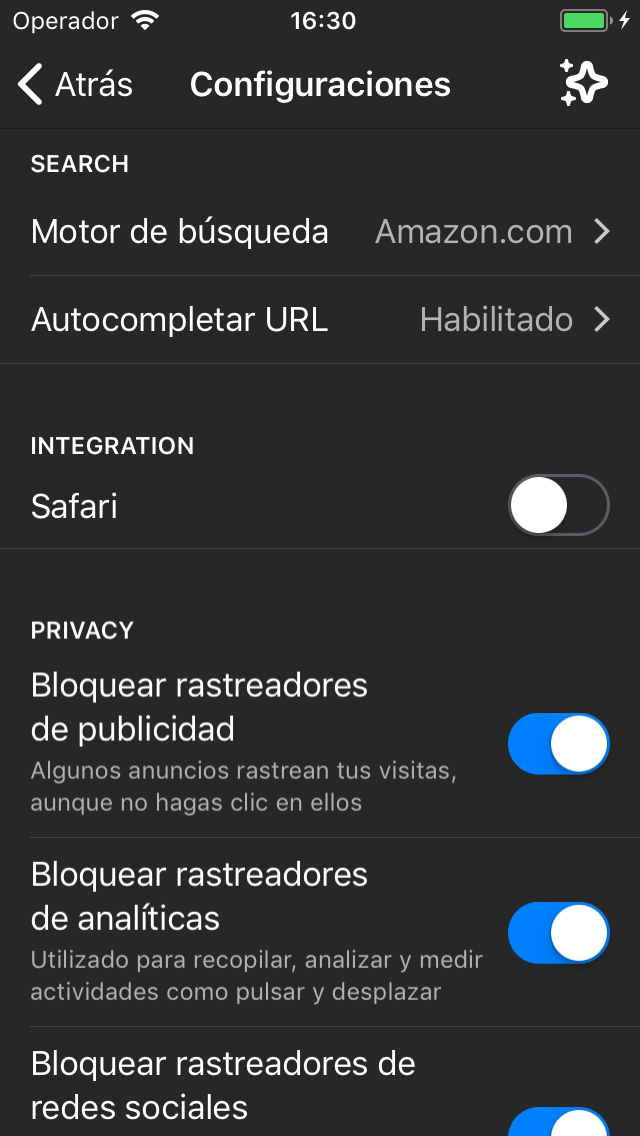 Operador 16:30
Atrás Configuraciones
SEARCH
Motor de búsqueda Amazon.com
Autocompletar URL Habilitado
INTEGRATION
Safari
PRIVACY
Bloquear rastreadores
de publicidad
Algunos anuncios rastrean tus visitas,
aunque no hagas clic en ellos
Bloquear rastreadores
de analíticas
Utilizado para recopilar, analizar y medir
actividades como pulsar y desplazar
Bloquear rastreadores de
redes sociales